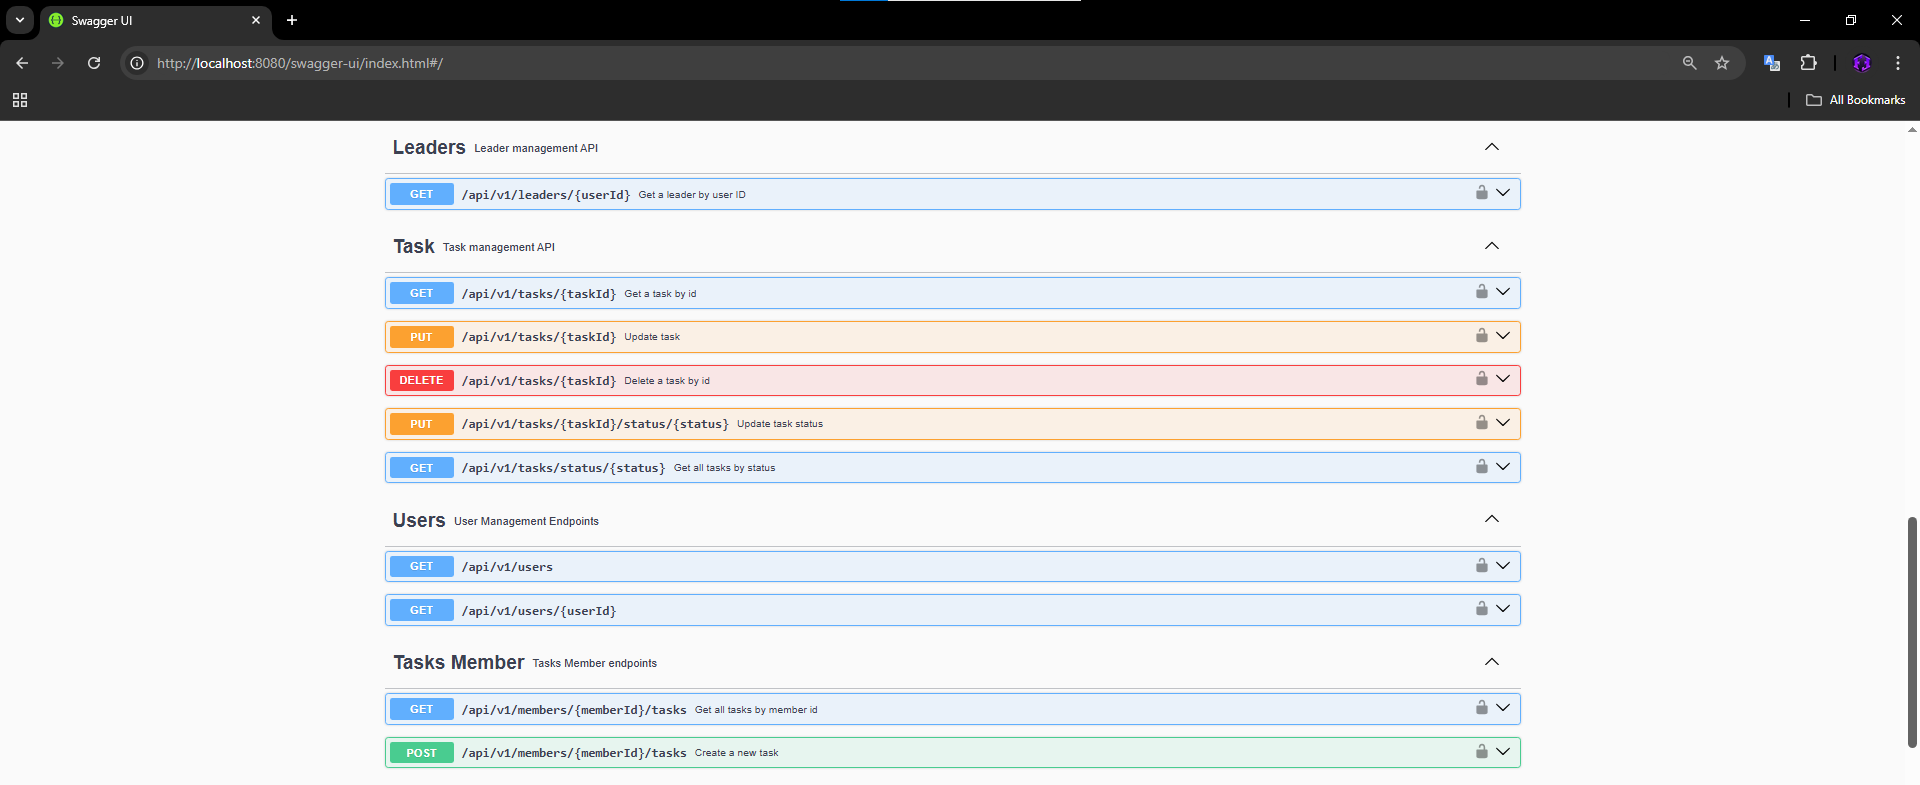 Swagger UI
http://localhost:8080/swagger-ui/index.html#/
All Bookmarks
Leaders Leader management API
GET /api/v1/leaders/{userId} Get a leader by user ID
Task Task management API
GET /api/v1/tasks/{taskId} Get a task by id
PUT /api/v1/tasks/{taskId} Update task
DELETE /api/v1/tasks/{taskId} Delete a task by id
PUT /api/v1/tasks/{taskId}/status/{status} Update task status
GET /api/v1/tasks/status/{status} Get all tasks by status
Users User Management Endpoints
GET /api/v1/users
GET /api/v1/users/{userId}
Tasks Member Tasks Member endpoints
GET /api/v1/members/{memberId}/tasks Get all tasks by member id
POST /api/v1/members/{memberId}/tasks Create a new task